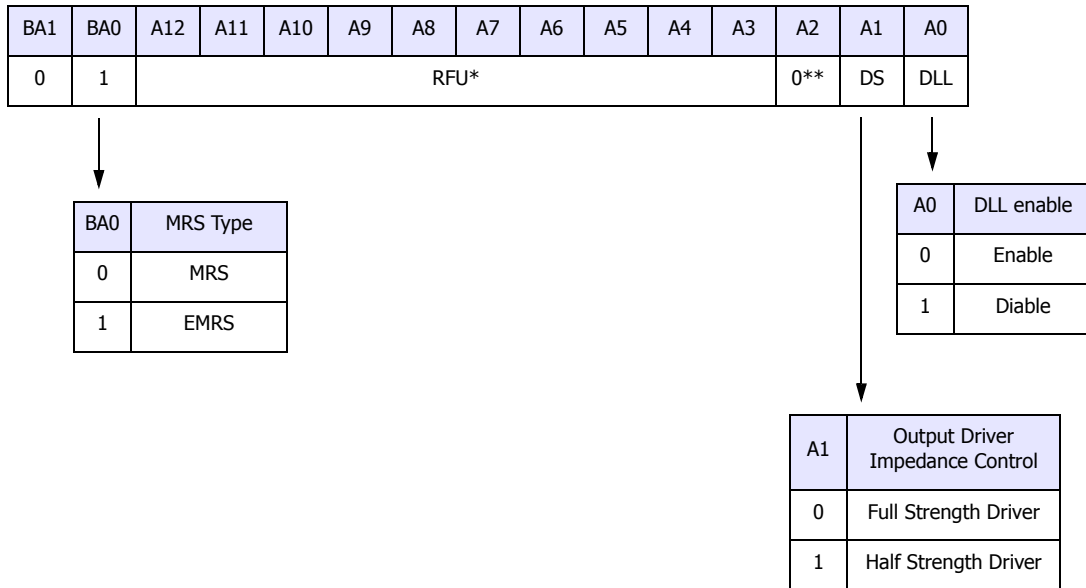 BA1 BA0 A12 A11 A10 A9 A8 A7 A6 A5 A4 A3 A2 A1 A0
0 1 RFU* 0** DS DLL
BA0 MRS Type
0 MRS
1 EMRS
A0 DLL enable
0 Enable
1 Diable
A1 Output Driver
Impedance Control
0 Full Strength Driver
1 Half Strength Driver